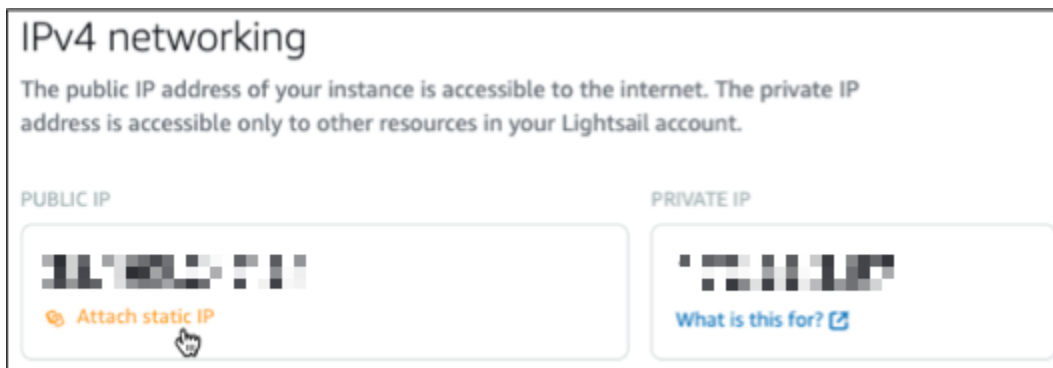 IPv4 networking
The public IP address of your instance is accessible to the internet. The private IP
address is accessible only to other resources in your Lightsail account.
PUBLIC IP
PRIVATE IP
Attach static IP
What is this for?